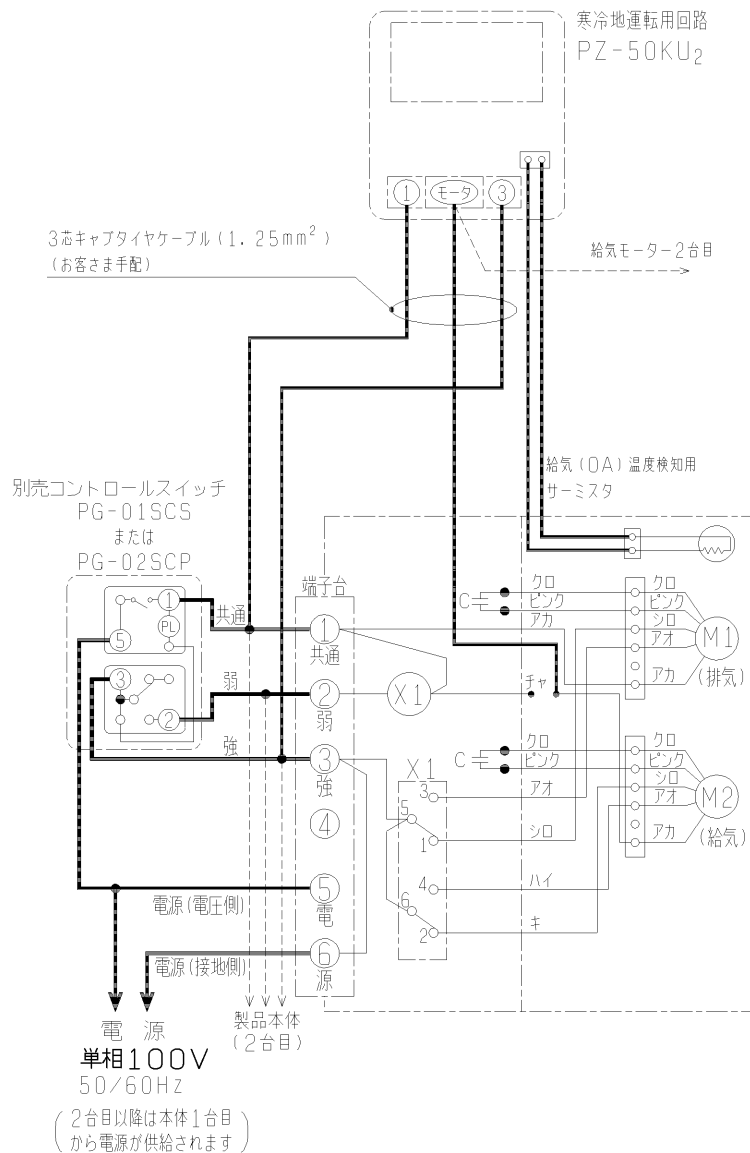 寒冷地運転用回路
PZ-50KU2
① モータ ③
3芯キャブタイヤケーブル(1.25mm2)
(お客さま手配)
給気モーター2台目
給気(OA)温度検知用
サーミスタ
別売コントロールスイッチ
PG-01SCS
または
PG-02SCP
端子台
①
PL
⑤
共通
①
共通
③
②
弱
②
弱
X1
チャ
強
③
強
④
⑤
電
電源(電圧側)
⑥
源
電源(接地側)
C
クロ
ピンク
アカ
クロ
ピンク
シロ
アオ
アカ
M1
(排気)
C
クロ
ピンク
クロ
ピンク
シロ
アオ
アカ
M2
(給気)
X1
3
5
1
4
6
2
アオ
シロ
ハイ
キ
製品本体
(2台目)
電 源
単相100V
50/60Hz
(2台目以降は本体1台目
から電源が供給されます)